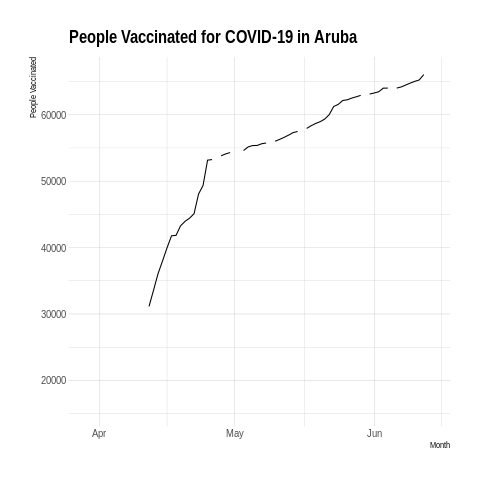 People Vaccinated for COVID-19 in Aruba
People Vaccinated
60000
50000
40000
30000
20000
Apr May Jun
Month